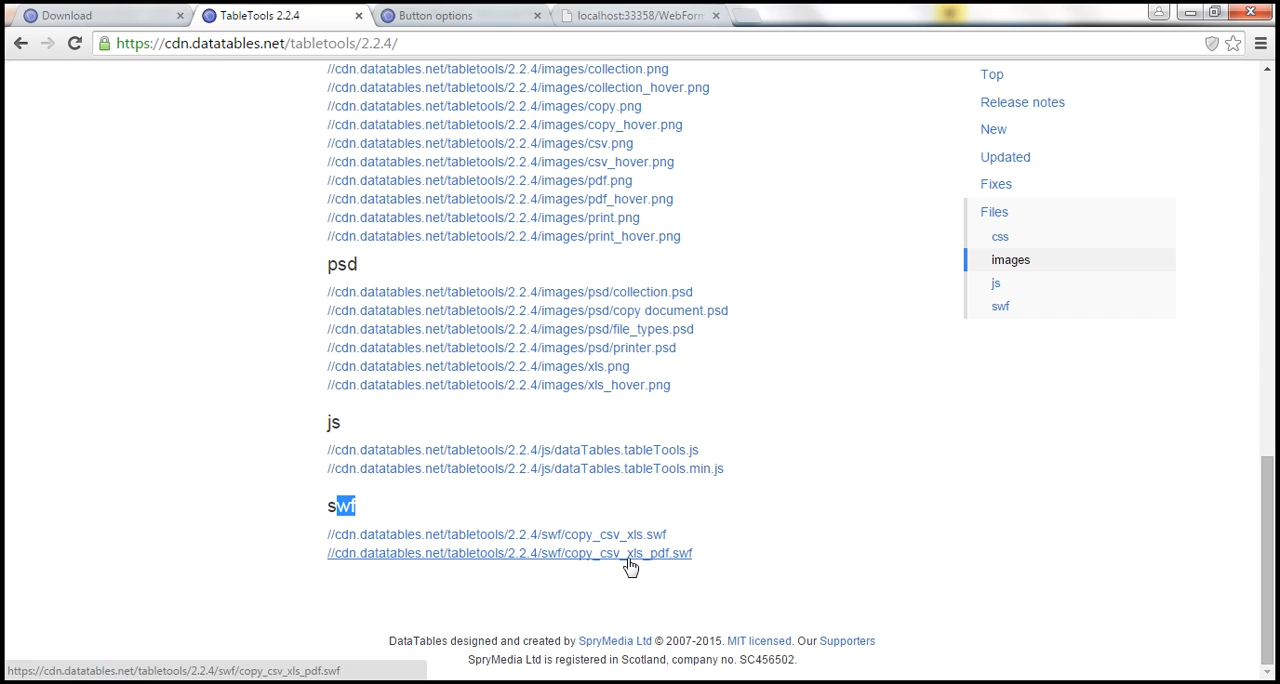 Download
TableTools 2.2.4
Button options
localhost:33358/WebForm
https://cdn.datatables.net/tabletools/2.2.4/
//cdn.datatables.net/tabletools/2.2.4/images/collection.png
//cdn.datatables.net/tabletools/2.2.4/images/collection_hover.png
//cdn.datatables.net/tabletools/2.2.4/images/copy.png
//cdn.datatables.net/tabletools/2.2.4/images/copy_hover.png
//cdn.datatables.net/tabletools/2.2.4/images/csv.png
//cdn.datatables.net/tabletools/2.2.4/images/csv_hover.png
//cdn.datatables.net/tabletools/2.2.4/images/pdf.png
//cdn.datatables.net/tabletools/2.2.4/images/pdf_hover.png
//cdn.datatables.net/tabletools/2.2.4/images/print.png
//cdn.datatables.net/tabletools/2.2.4/images/print_hover.png
psd
//cdn.datatables.net/tabletools/2.2.4/images/psd/collection.psd
//cdn.datatables.net/tabletools/2.2.4/images/psd/copy document.psd
//cdn.datatables.net/tabletools/2.2.4/images/psd/file_types.psd
//cdn.datatables.net/tabletools/2.2.4/images/psd/printer.psd
//cdn.datatables.net/tabletools/2.2.4/images/xls.png
//cdn.datatables.net/tabletools/2.2.4/images/xls_hover.png
js
//cdn.datatables.net/tabletools/2.2.4/js/dataTables.tableTools.js
//cdn.datatables.net/tabletools/2.2.4/js/dataTables.tableTools.min.js
swf
//cdn.datatables.net/tabletools/2.2.4/swf/copy_csv_xls.swf
//cdn.datatables.net/tabletools/2.2.4/swf/copy_csv_xls_pdf.swf
Top
Release notes
New
Updated
Fixes
Files
css
images
js
swf
DataTables designed and created by SpryMedia Ltd © 2007-2015. MIT licensed. Our Supporters
SpryMedia Ltd is registered in Scotland, company no. SC456502.
https://cdn.datatables.net/tabletools/2.2.4/swf/copy_csv_xls_pdf.swf